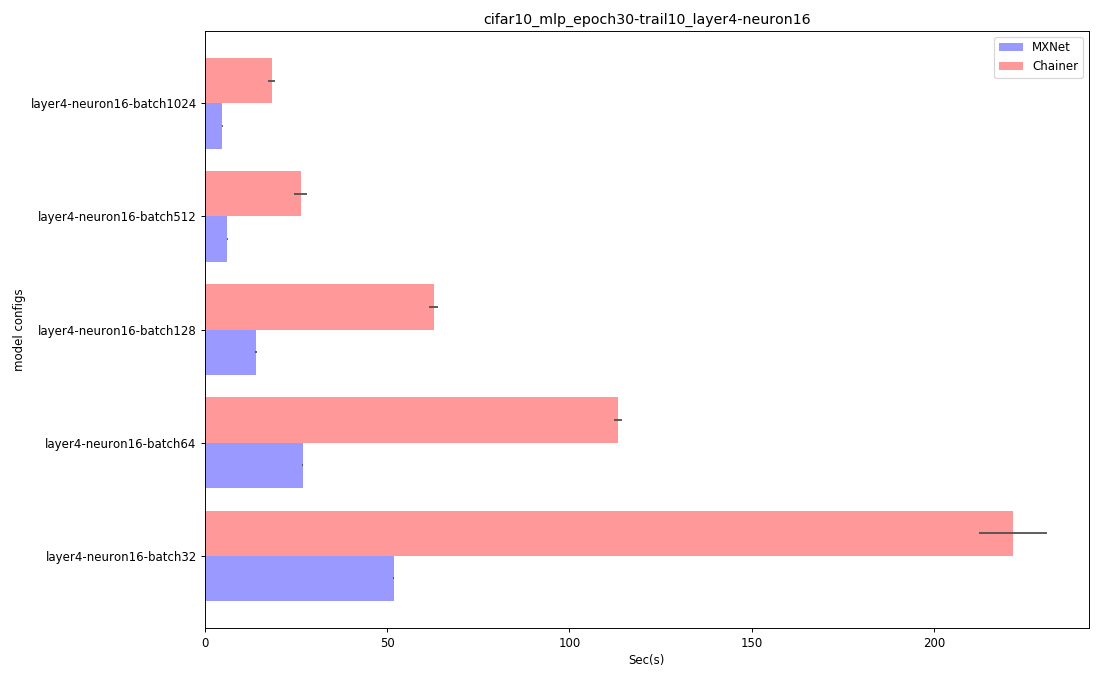 cifar10_mlp_epoch30-trail10_layer4-neuron16
MXNet
Chainer
layer4-neuron16-batch1024
layer4-neuron16-batch512
layer4-neuron16-batch128
layer4-neuron16-batch64
layer4-neuron16-batch32
model configs
0 50 100 150 200
Sec(s)